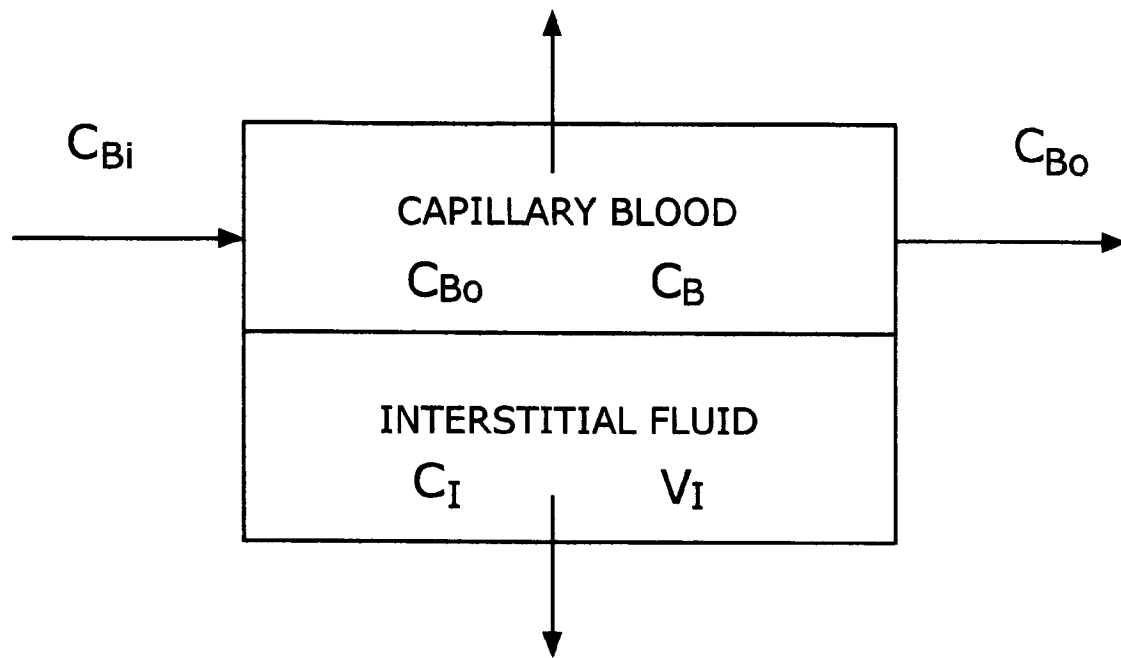 C_Bi
C_Bo
CAPILLARY BLOOD
C_Bo C_B
INTERSTITIAL FLUID
C_I V_I